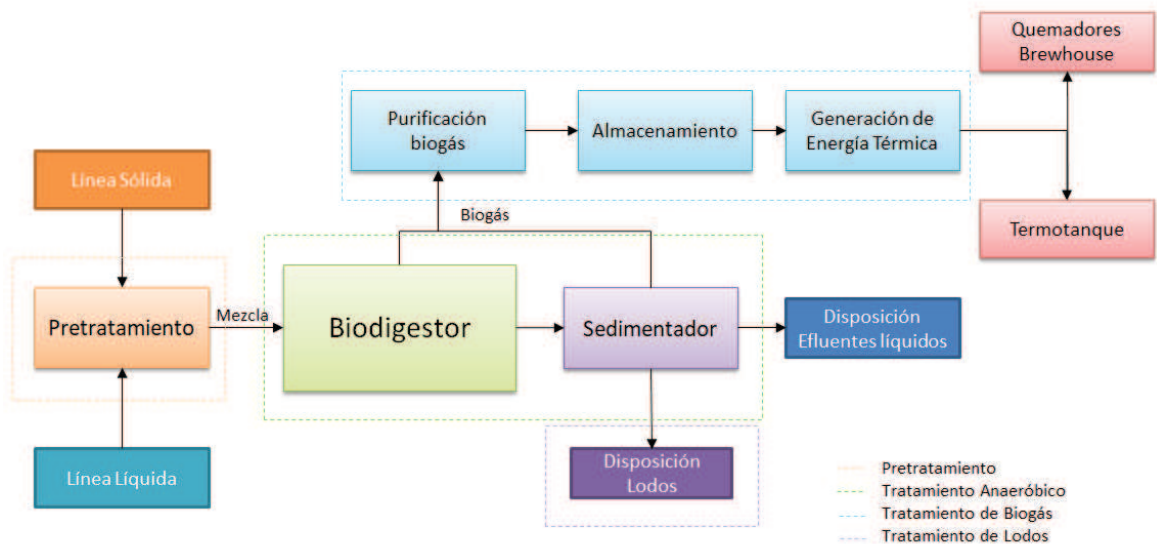 Quemadores
Brewhouse
Purificación
biogás
Almacenamiento
Generación de
Energía Térmica
Línea Sólida
Biogás
Termotanque
Pretratamiento
Mezcla
Biodigestor
Sedimentador
Disposición
Efluentes líquidos
Línea Líquida
Disposición
Lodos
Pretratamiento
Tratamiento Anaeróbico
Tratamiento de Biogás
Tratamiento de Lodos